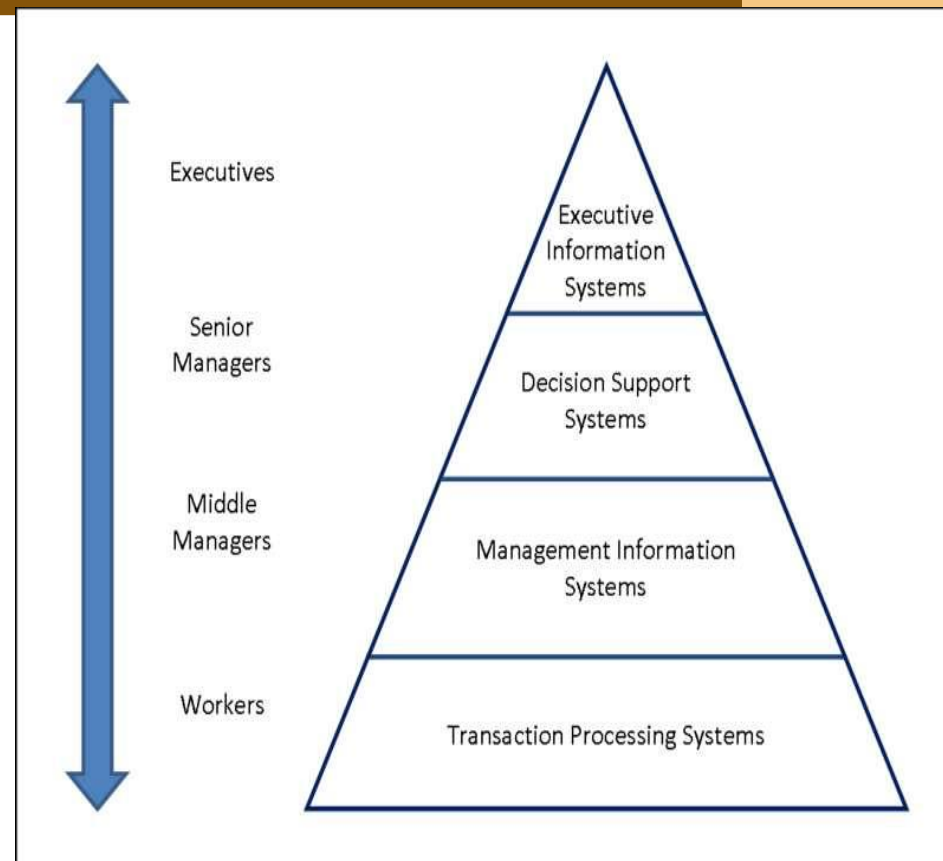 Executives
Executive
Information
Systems
Senior
Managers
Decision Support
Systems
Middle
Managers
Management Information
Systems
Workers
Transaction Processing Systems